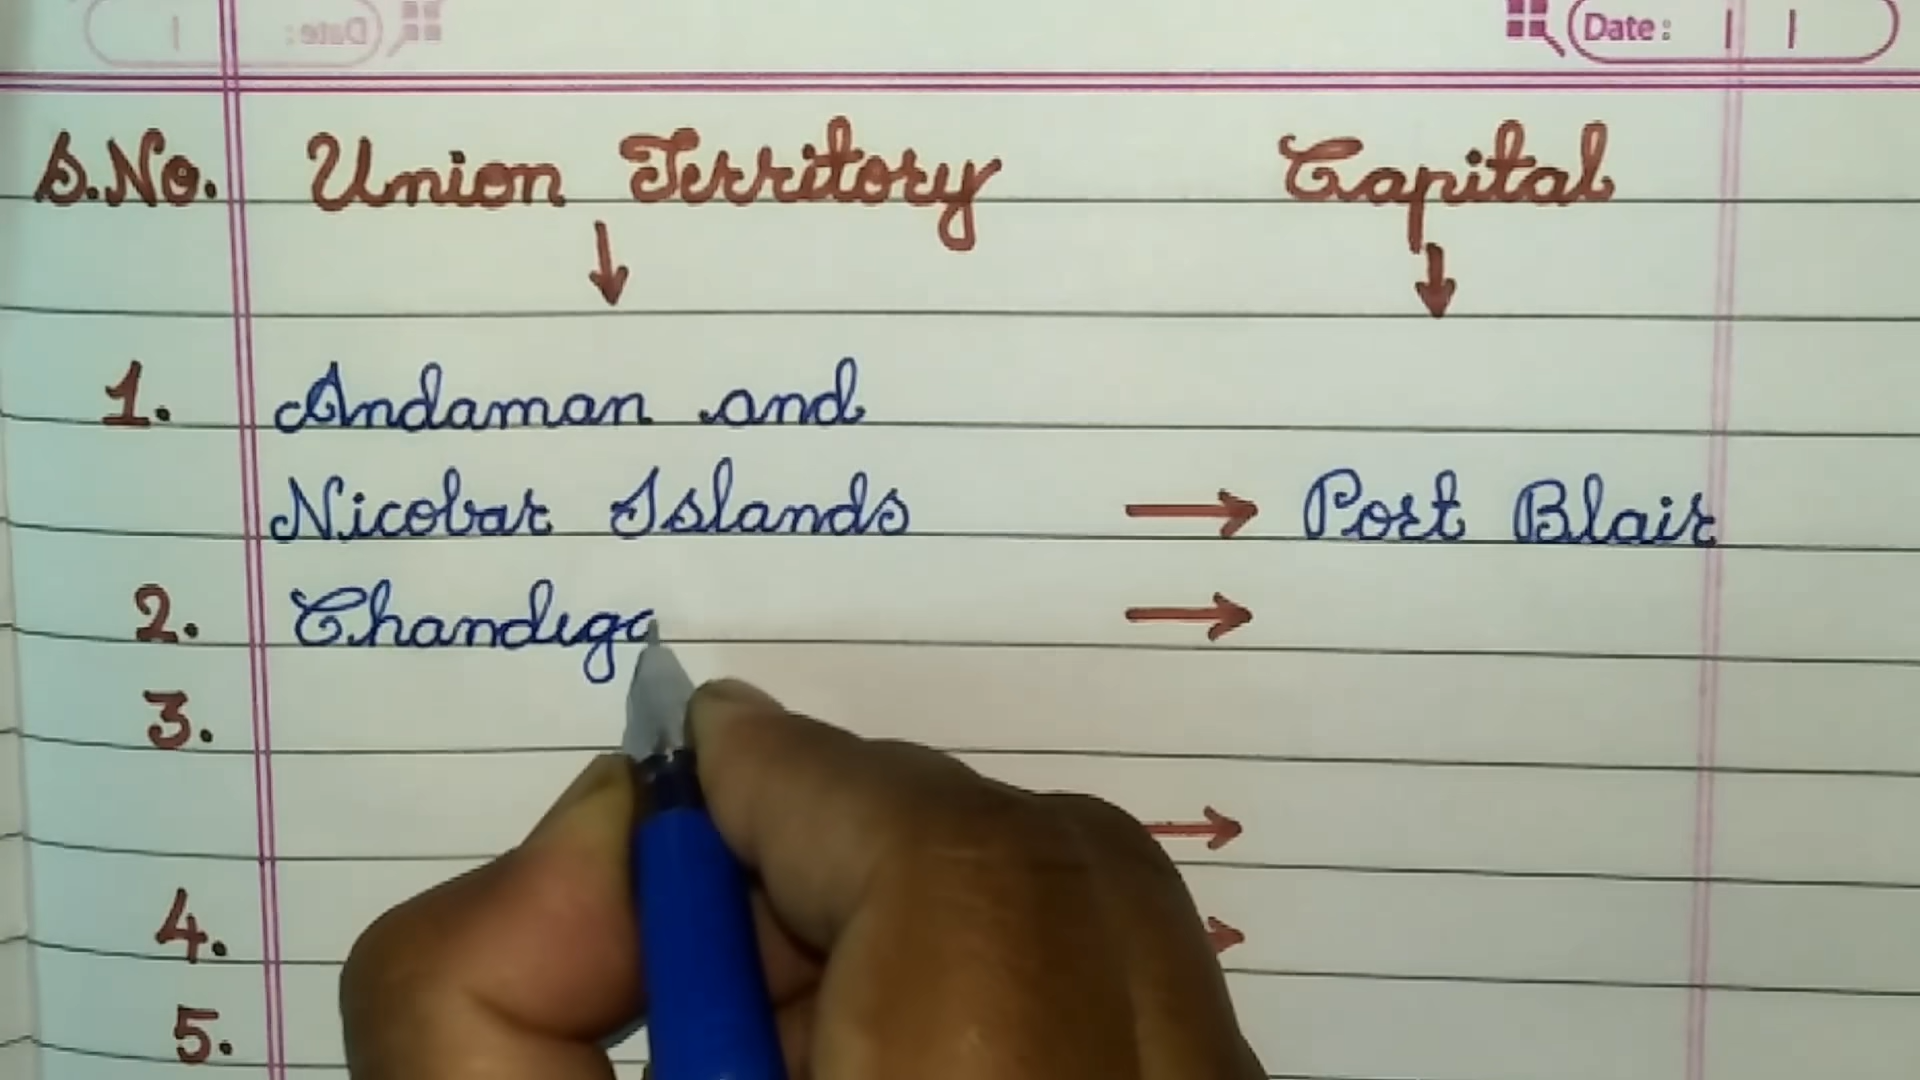 Date:
S.No. Union Territory Capital
1. Andaman and
Nicobar Islands → Port Blair
2. Chandiga →
3.
4.
5.